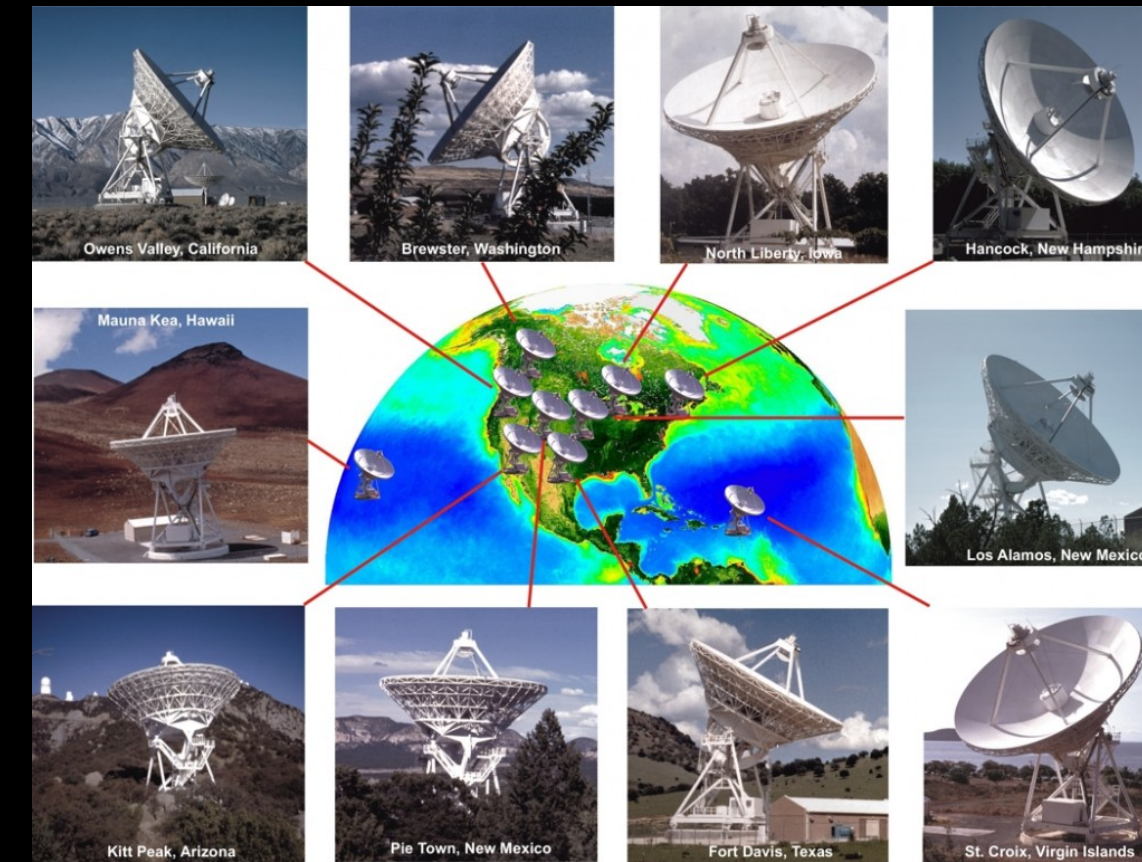 Owens Valley, California
Brewster, Washington
North Liberty, Iowa
Hancock, New Hampshir
Mauna Kea, Hawaii
Los Alamos, New Mexico
Kitt Peak, Arizona
Pie Town, New Mexico
Fort Davis, Texas
St. Croix, Virgin Islands